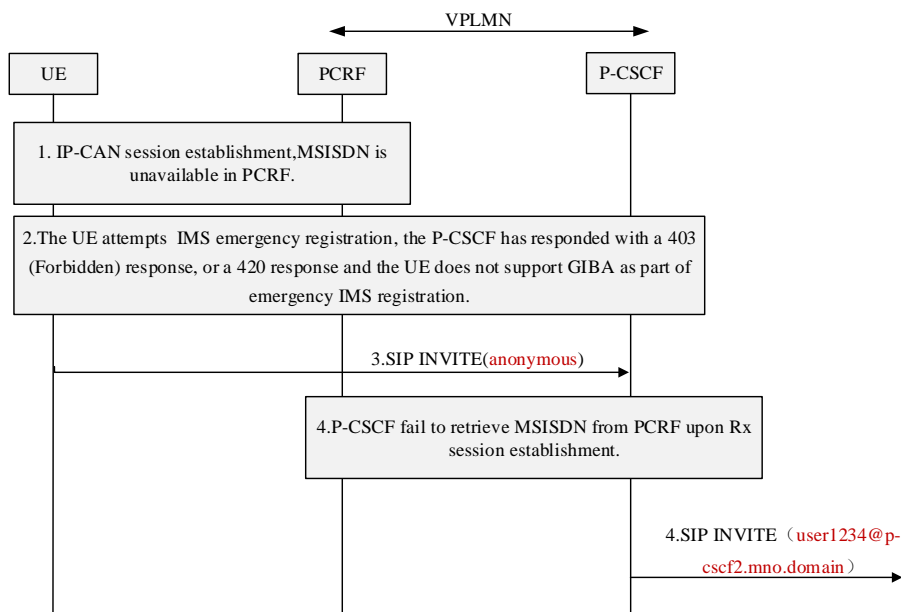 VPLMN
UE
PCRF
P-CSCF
1. IP-CAN session establishment,MSISDN is
unavailable in PCRF.
2.The UE attempts  IMS emergency registration, the P-CSCF has responded with a 403
(Forbidden) response, or a 420 response and the UE does not support GIBA as part of
emergency IMS registration.
3.SIP INVITE(anonymous)
4.P-CSCF fail to retrieve MSISDN from PCRF upon Rx
session establishment.
4.SIP INVITE（user1234@p-
cscf2.mno.domain）